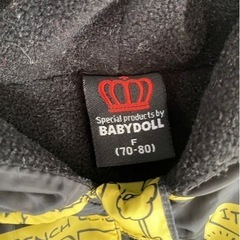 Special products by
BABYDOLL
F
(70-80)